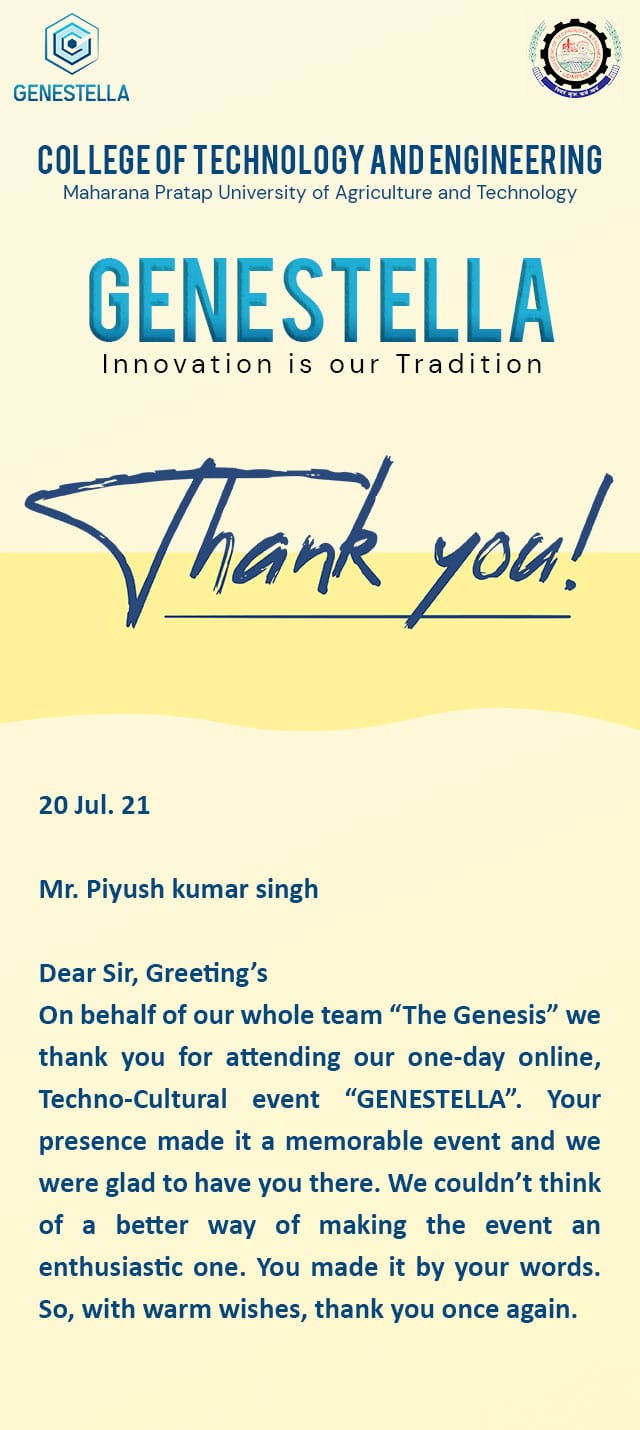 GENESTELLA
COLLEGE OF TECHNOLOGY AND ENGINEERING
Maharana Pratap University of Agriculture and Technology
GENESTELLA
Innovation is our Tradition
Thank you!
20 Jul. 21
Mr. Piyush kumar singh
Dear Sir, Greeting’s
On behalf of our whole team “The Genesis” we
thank you for attending our one-day online,
Techno-Cultural event “GENESTELLA”. Your
presence made it a memorable event and we
were glad to have you there. We couldn’t think
of a better way of making the event an
enthusiastic one. You made it by your words.
So, with warm wishes, thank you once again.